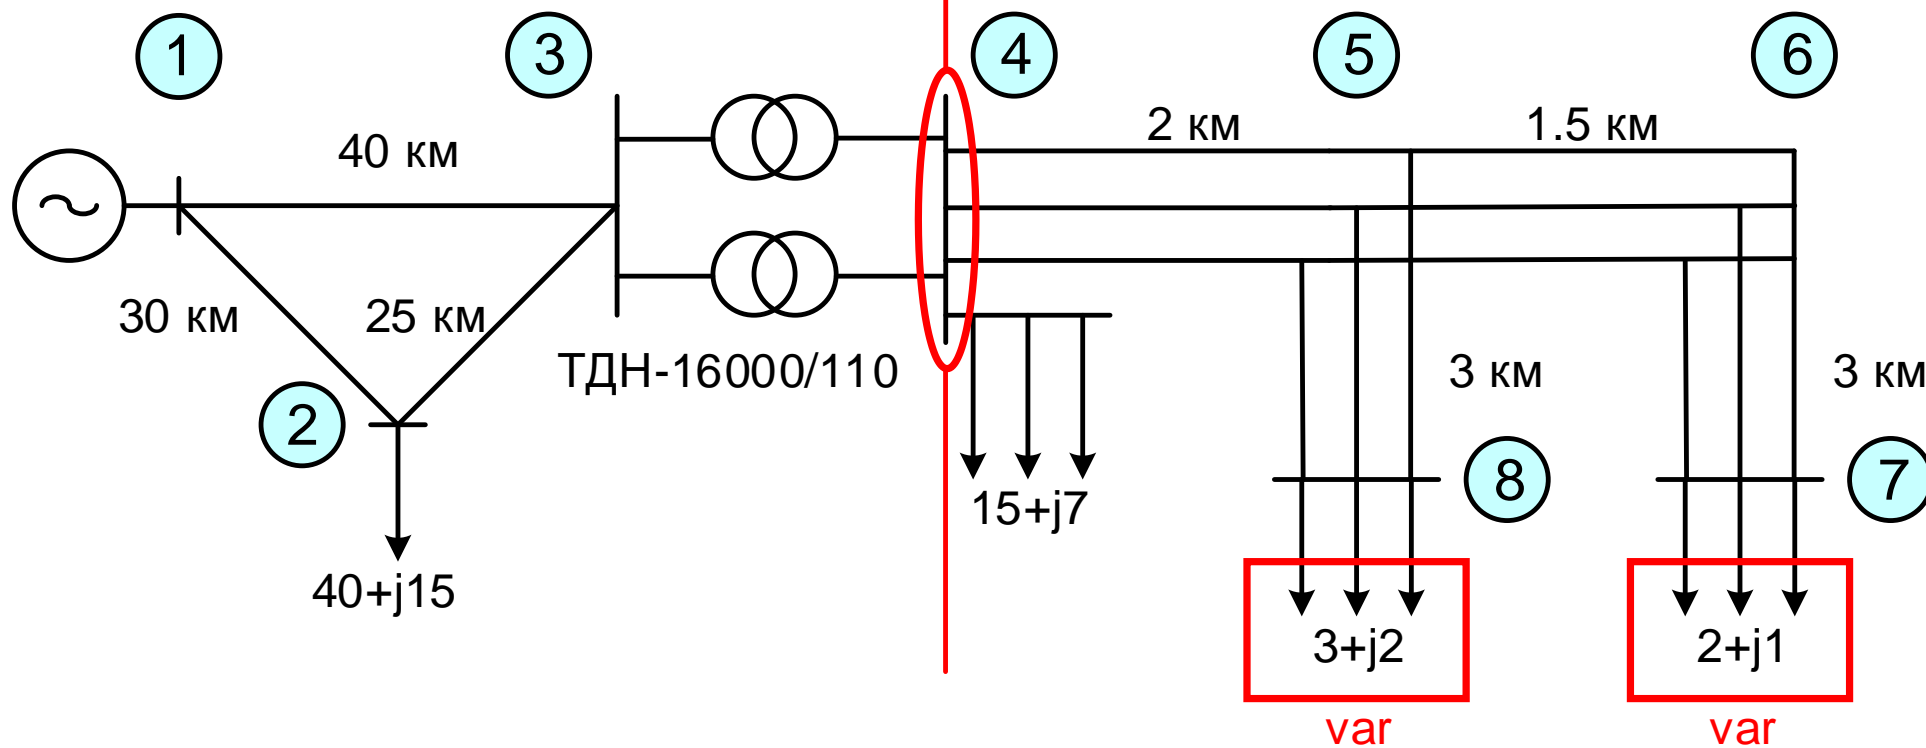 1
3
4
5
6
2 км
1.5 км
40 км
30 км
25 км
ТДН-16000/110
3 км
3 км
2
8
7
15+j7
40+j15
3+j2
2+j1
var
var